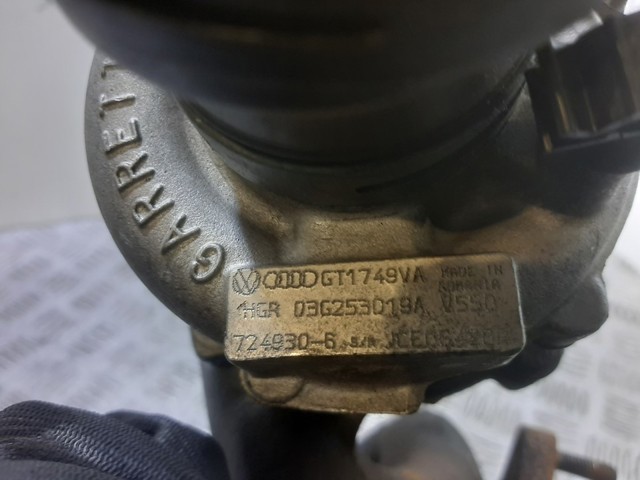 GARRETT
GT1749VA MADE IN ROMANIA
HGR 03G253019A V550
724930-6 S/N